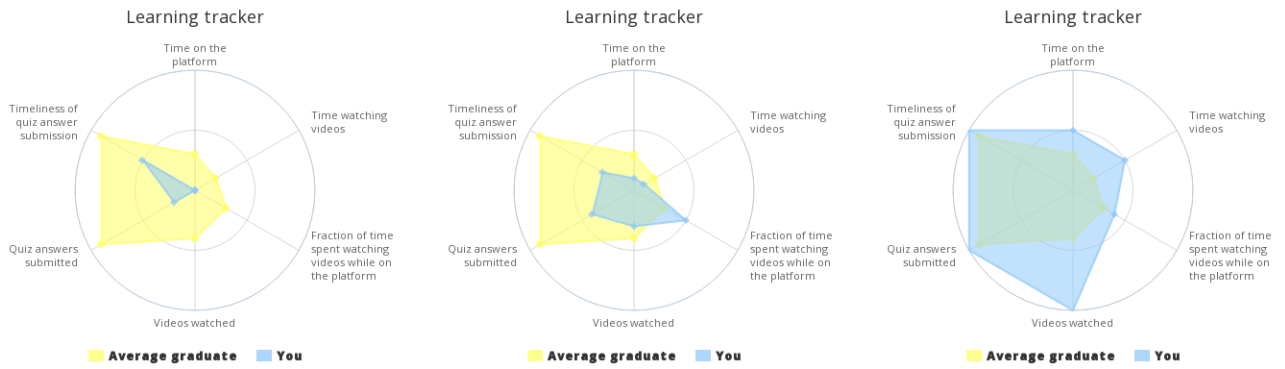 Learning tracker
Time on the
platform
Timeliness of
quiz answer
submission
Time watching
videos
Quiz answers
submitted
Fraction of time
spent watching
videos while on
the platform
Videos watched
Average graduate
You
Learning tracker
Time on the
platform
Timeliness of
quiz answer
submission
Time watching
videos
Quiz answers
submitted
Fraction of time
spent watching
videos while on
the platform
Videos watched
Average graduate
You
Learning tracker
Time on the
platform
Timeliness of
quiz answer
submission
Time watching
videos
Quiz answers
submitted
Fraction of time
spent watching
videos while on
the platform
Videos watched
Average graduate
You